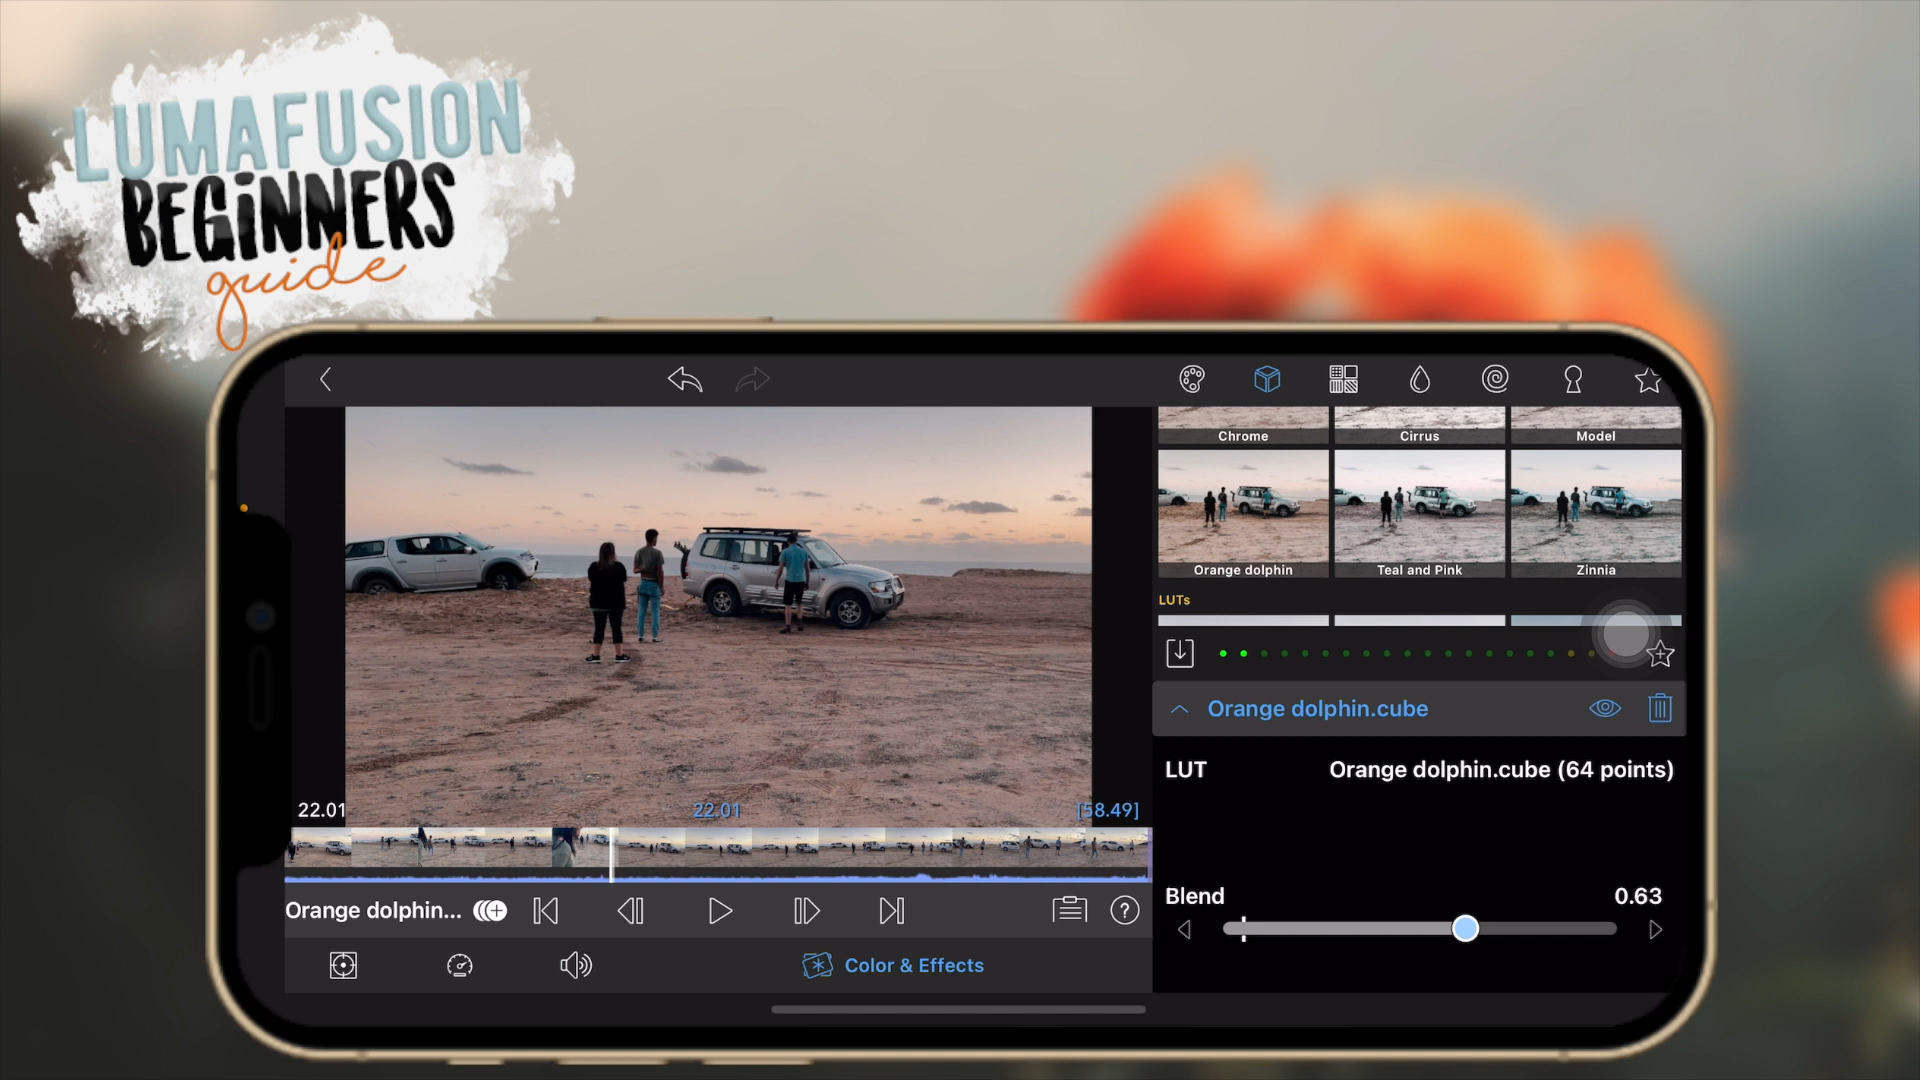 LUMAFUSION
BEGiNNERS
guide
Chrome
Cirrus
Model
Orange dolphin
Teal and Pink
Zinnia
LUTs
Orange dolphin.cube
LUT
Orange dolphin.cube (64 points)
22.01
22.01
[58.49]
Blend
0.63
Orange dolphin...
?
Color & Effects